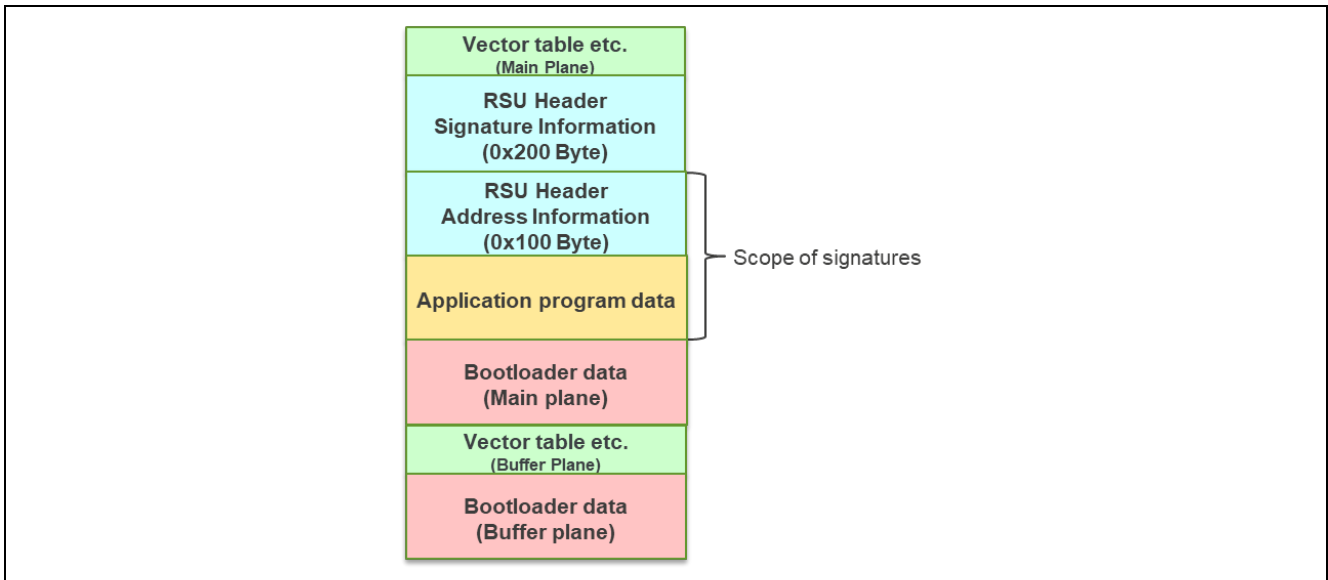 Vector table etc.
(Main Plane)
RSU Header
Signature Information
(0x200 Byte)
RSU Header
Address Information
(0x100 Byte)
Scope of signatures
Application program data
Bootloader data
(Main plane)
Vector table etc.
(Buffer Plane)
Bootloader data
(Buffer plane)